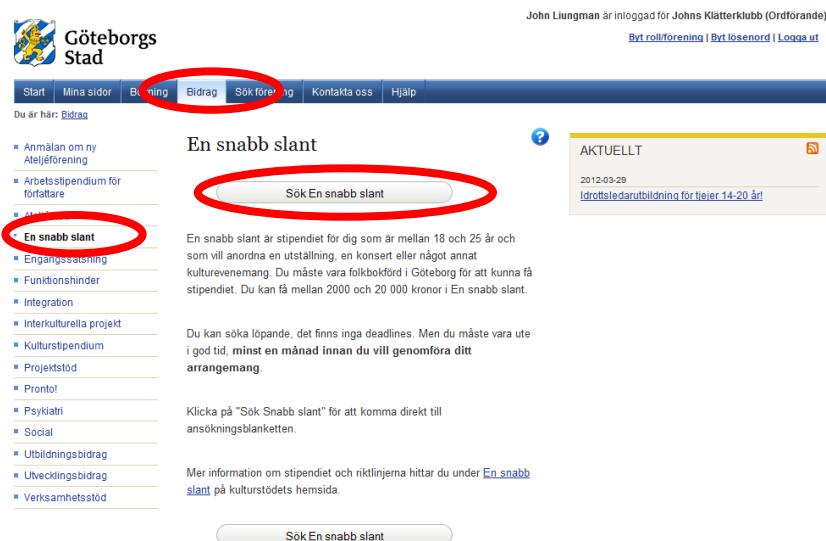 John Liungman är inloggad för Johns Klätterklubb (Ordförande)
Byt roll/förening | Byt lösenord | Logga ut
Göteborgs
Stad
Start Mina sidor Bokning Bidrag Sök förening Kontakta oss Hjälp
Du är här: Bidrag
Anmälan om ny
Ateljéförening
Arbetsstipendium för
författare
En snabb slant
Engångssatsning
Funktionshinder
Integration
Interkulturella projekt
Kulturstipendium
Projektstöd
Pronto!
Psykiatri
Social
Utbildningsbidrag
Utvecklingsbidrag
Verksamhetsstöd
En snabb slant
?
Sök En snabb slant
En snabb slant är stipendiet för dig som är mellan 18 och 25 år och
som vill anordna en utställning, en konsert eller något annat
kulturevenemang. Du måste vara folkbokförd i Göteborg för att kunna få
stipendiet. Du kan få mellan 2000 och 20 000 kronor i En snabb slant.
Du kan söka löpande, det finns inga deadlines. Men du måste vara ute
i god tid, minst en månad innan du vill genomföra ditt
arrangemang.
Klicka på "Sök Snabb slant" för att komma direkt till
ansökningsblanketten.
Mer information om stipendiet och riktlinjerna hittar du under En snabb
slant på kulturstödets hemsida.
Sök En snabb slant
AKTUELLT
2012-03-29
Idrottsledarutbildning för tjejer 14-20 år!